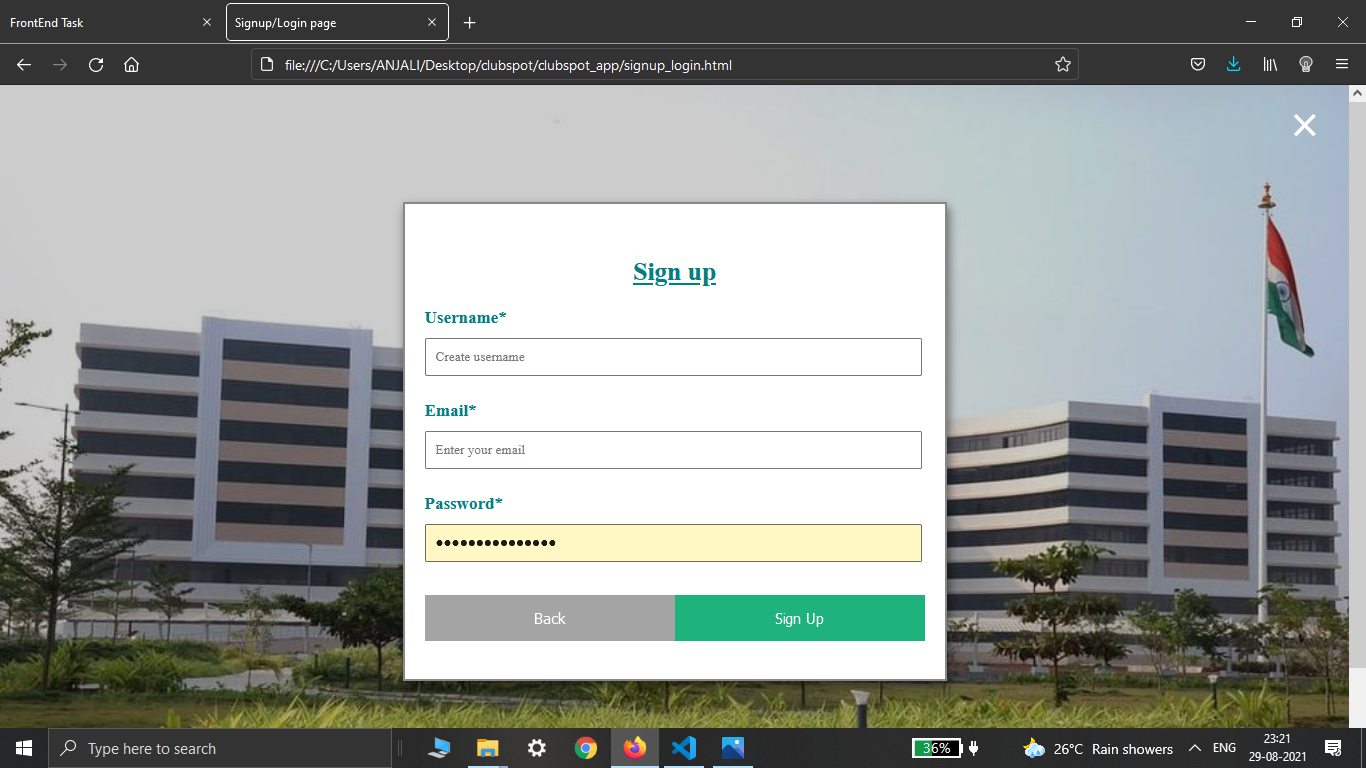 FrontEnd Task
Signup/Login page
file:///C:/Users/ANJALI/Desktop/clubspot/clubspot_app/signup_login.html
Sign up
Username*
Create username
Email*
Enter your email
Password*
Back
Sign Up
Type here to search
36%
26°C Rain showers
ENG
23:21
29-08-2021